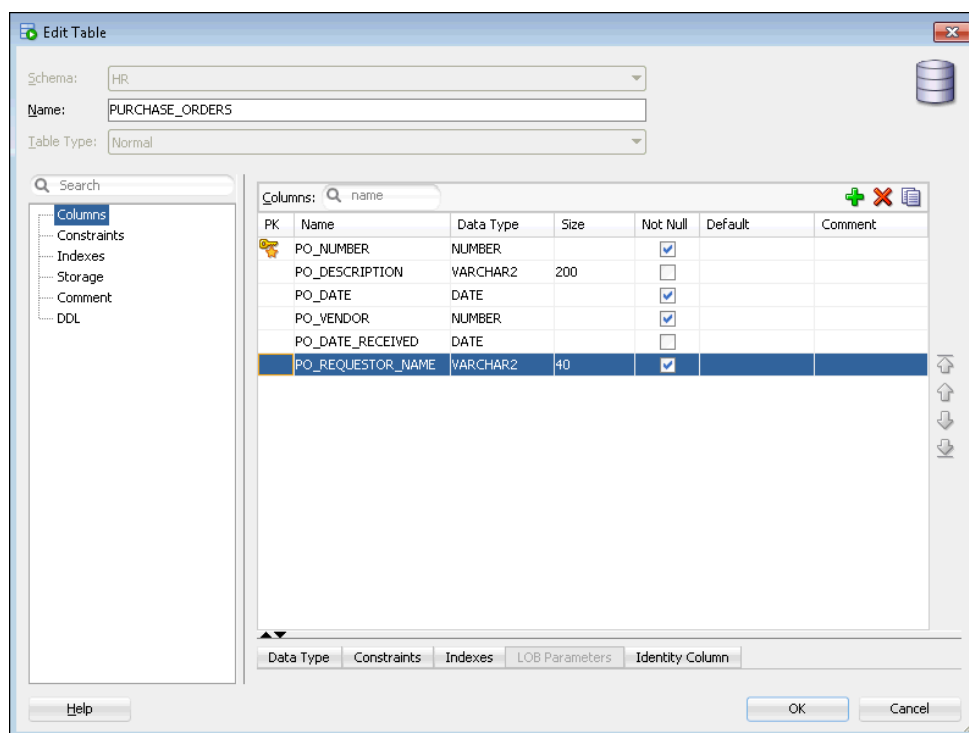 Edit Table
Schema: HR
Name: PURCHASE_ORDERS
Table Type: Normal
Search
Columns
Constraints
Indexes
Storage
Comment
DDL
Columns: name
PK Name Data Type Size Not Null Default Comment
PO_NUMBER NUMBER
PO_DESCRIPTION VARCHAR2 200
PO_DATE DATE
PO_VENDOR NUMBER
PO_DATE_RECEIVED DATE
PO_REQUESTOR_NAME VARCHAR2 40
Data Type Constraints Indexes LOB Parameters Identity Column
Help OK Cancel